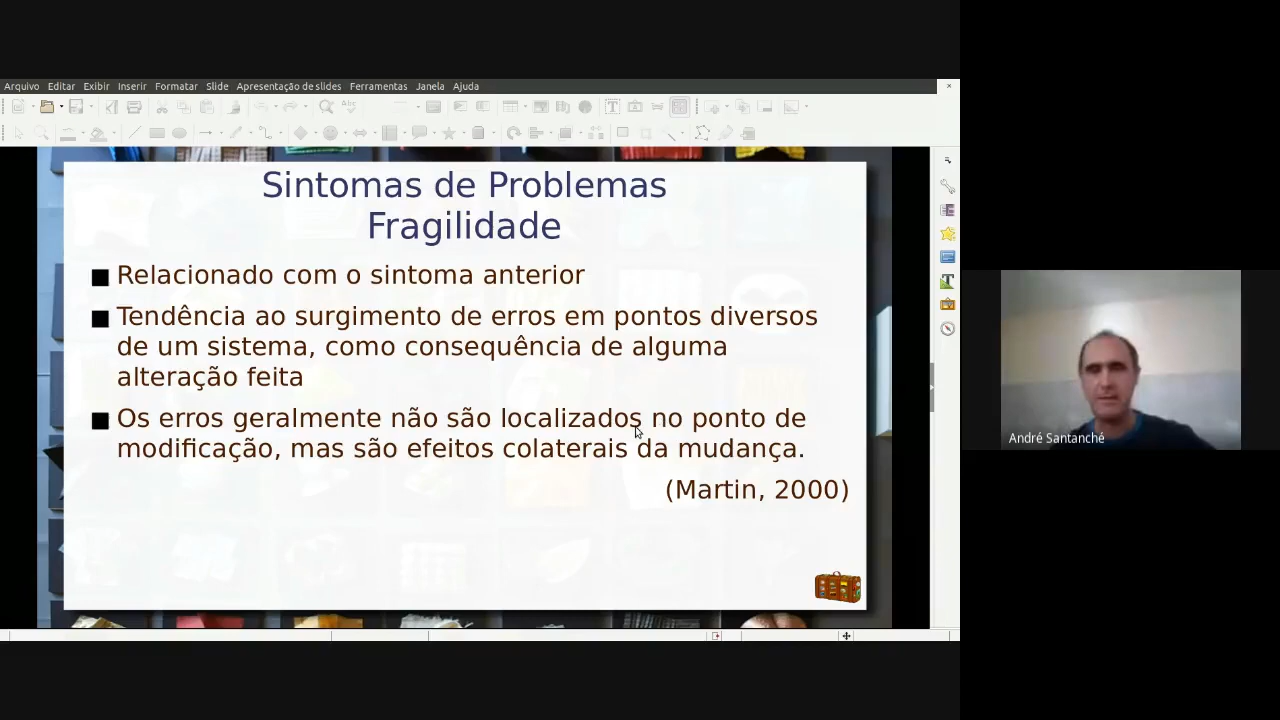 Arquivo Editar Exibir Inserir Formatar Slide Apresentação de slides Ferramentas Janela Ajuda
Sintomas de Problemas
Fragilidade
Relacionado com o sintoma anterior
Tendência ao surgimento de erros em pontos diversos
de um sistema, como consequência de alguma
alteração feita
Os erros geralmente não são localizados no ponto de
modificação, mas são efeitos colaterais da mudança.
(Martin, 2000)
André Santanchè